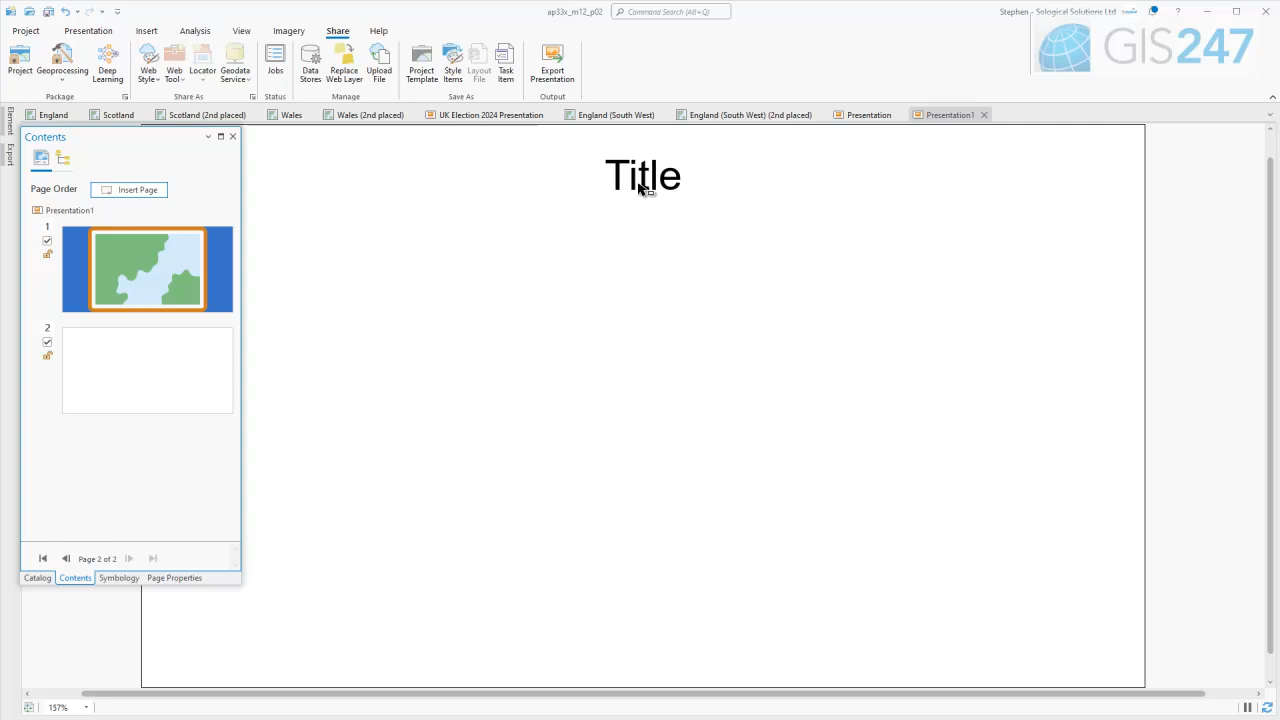 ap33x_m12_p02
Command Search (Alt+Q)
Stephen - Sological Solutions Ltd
GIS247
Project Presentation Insert Analysis View Imagery Share Help
Project Geoprocessing Deep Learning
Web Style Web Tool Locator Geodata Service
Jobs
Data Stores Replace Web Layer Upload File
Project Template Style Items Layout File Task Item
Export Presentation
Package Share As Status Manage Save As Output
England Scotland Scotland (2nd placed) Wales Wales (2nd placed) UK Election 2024 Presentation England (South West) England (South West) (2nd placed) Presentation Presentation1
Element
Export
Contents
Page Order Insert Page
Presentation1
1
2
Page 2 of 2
Catalog Contents Symbology Page Properties
Title
157%